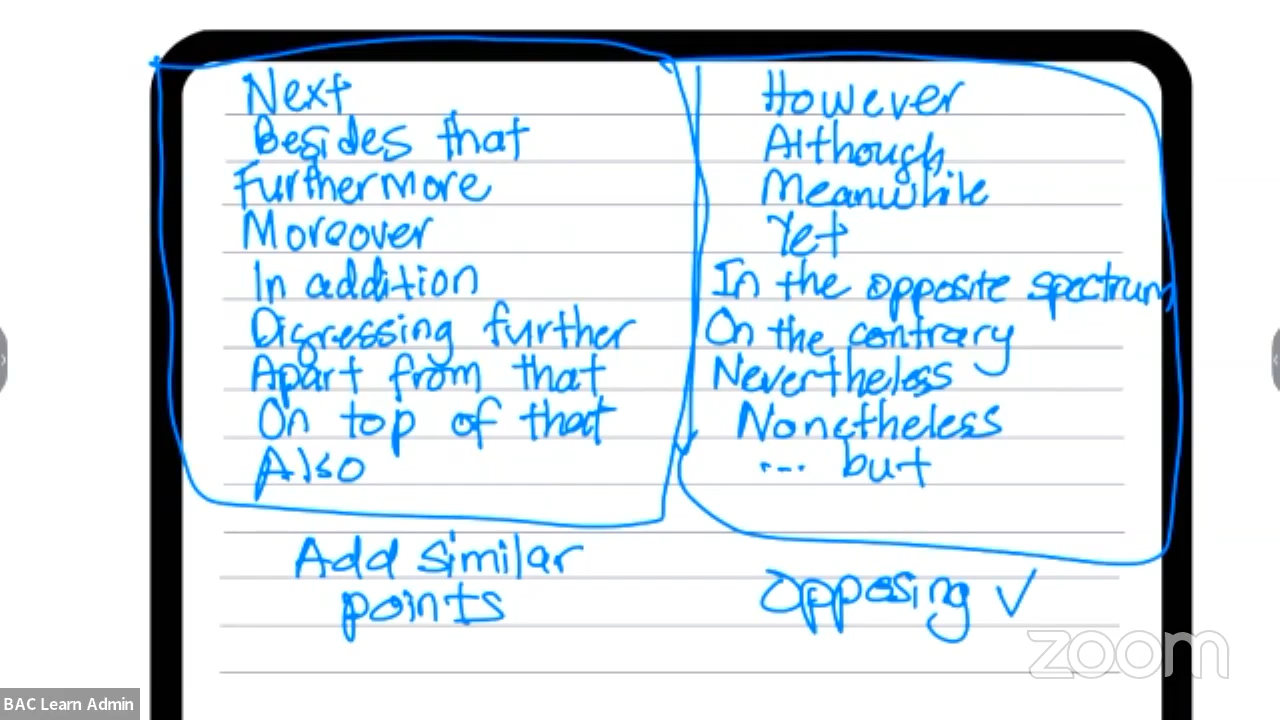 Next
Besides that
Furthermore
Moreover
In addition
Digressing further
Apart from that
On top of that
Also
Add similar
points
However
Although
Meanwhile
Yet
In the opposite spectrum
On the contrary
Nevertheless
Nonetheless
... but
Opposing ✓
zoom
BAC Learn Admin